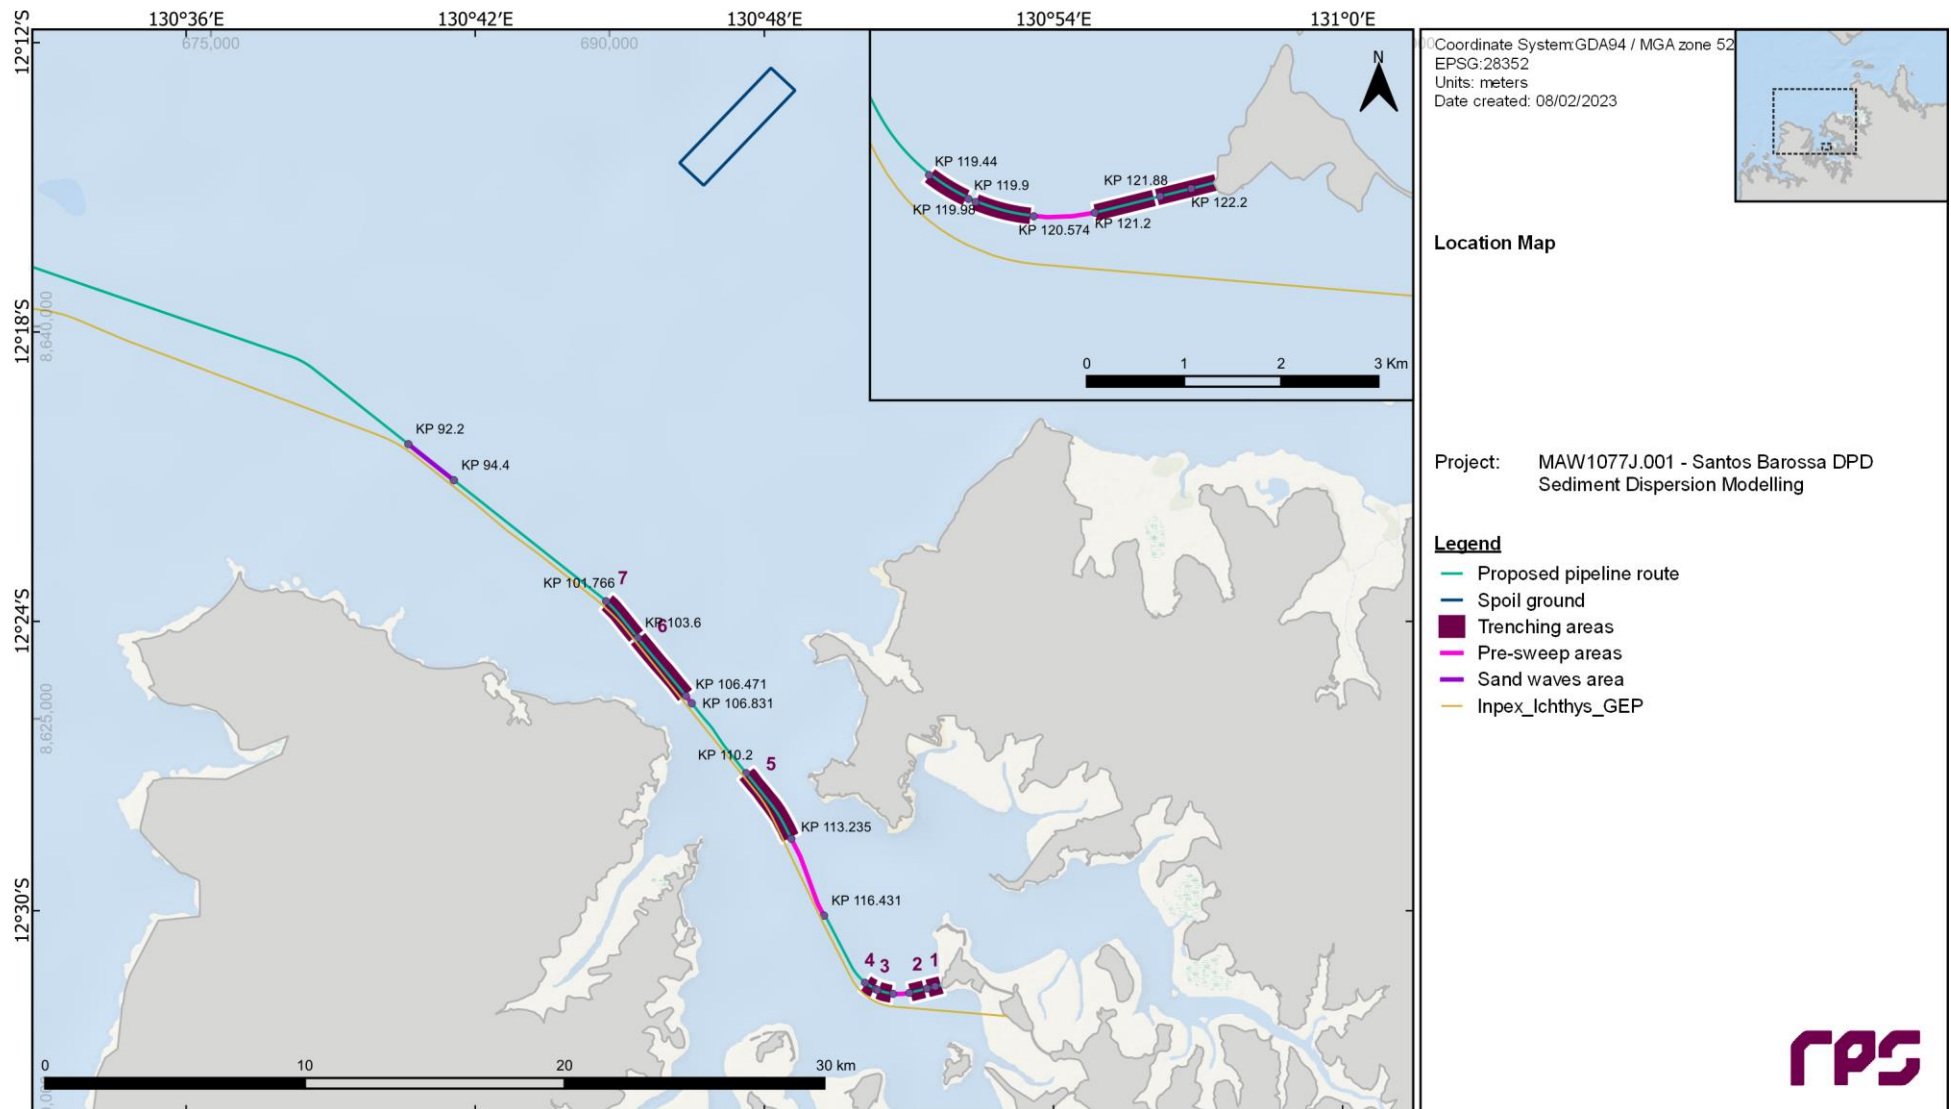 130°36'E
130°42'E
130°48'E
130°54'E
131°0'E
12°12'S
12°18'S
12°24'S
12°30'S
675,000
690,000
8,640,000
8,625,000
KP 92.2
KP 94.4
KP 101.766
7
KP 103.6
6
KP 106.471
KP 106.831
KP 110.2
5
KP 113.235
KP 116.431
4
3
2
1
0
10
20
30 km
N
KP 119.44
KP 119.9
KP 119.98
KP 120.574
KP 121.88
KP 121.2
KP 122.2
0
1
2
3 Km
Coordinate System:GDA94 / MGA zone 52
EPSG:28352
Units: meters
Date created: 08/02/2023
Location Map
Project: MAW1077J.001 - Santos Barossa DPD
Sediment Dispersion Modelling
Legend
Proposed pipeline route
Spoil ground
Trenching areas
Pre-sweep areas
Sand waves area
Inpex_Ichthys_GEP
rps